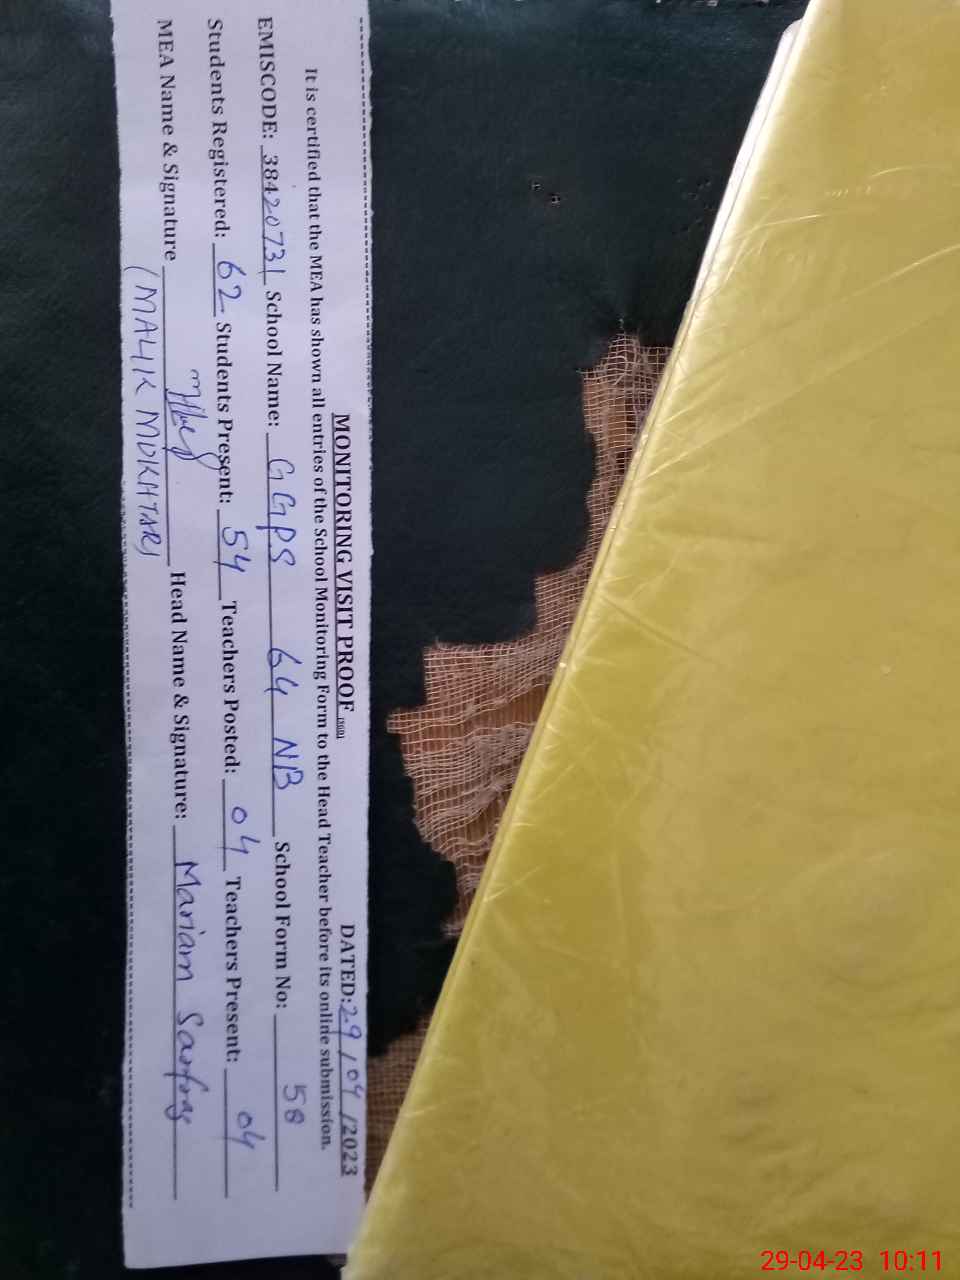 MONITORING VISIT PROOF DATED: 29/04/2023
It is certified that the MEA has shown all entries of the School Monitoring Form to the Head Teacher before its online submission.
EMISCODE: 38420731 School Name: GGPS 64 NB School Form No: 58
Students Registered: 62 Students Present: 54 Teachers Posted: 04 Teachers Present: 04
MEA Name & Signature Head Name & Signature: Mariam Sarfraz
(MALIK MUKHTAR)
29-04-23 10:11